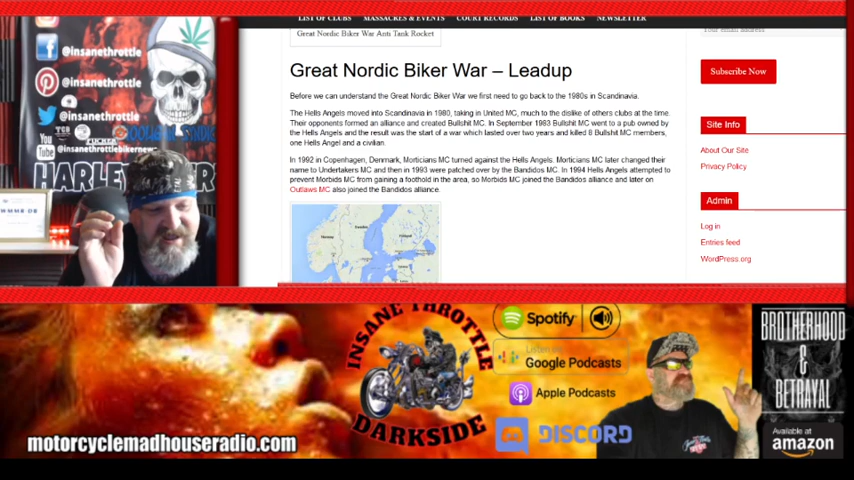 LIST OF CLUBS MASSACRES & EVENTS COURT RECORDS LIST OF BOOKS NEWSLETTER
Great Nordic Biker War Anti Tank Rocket
Great Nordic Biker War – Leadup
Before we can understand the Great Nordic Biker War we first need to go back to the 1980s in Scandinavia.
The Hells Angels moved into Scandinavia in 1980, taking in United MC, much to the dislike of others clubs at the time.
Their opponents formed an alliance and created Bullshit MC. In September 1983 Bullshit MC entered a pub owned by
the Hells Angels and the result was the start of a war which lasted over two years and killed 8 Bullshit MC members,
one Hells Angel and a civilian.
In 1992 in Copenhagen, Denmark, Morticians MC turned against the Hells Angels. Morticians MC later changed their
name to Undertakers MC and then in 1993 were patched over by the Bandidos MC. In 1994 Hells Angels attempted to
prevent Morbids MC from gaining a foothold in the area, so Morbids MC joined the Bandidos alliance and later on
Outlaws MC also joined the Bandidos alliance.
Your email address
Subscribe Now
Site Info
About Our Site
Privacy Policy
Admin
Log in
Entries feed
WordPress.org
@insanethrottle
@insanethrottle
@insanethrottle
You
Tube
@insanethrottlebikernews
HARLEY
INSANE THROTTLE
DARKSIDE
motorcyclemadhouseradio.com
Spotify
Listen on
Google Podcasts
Apple Podcasts
DISCORD
BROTHERHOOD
&
BETRAYAL
Available at
amazon